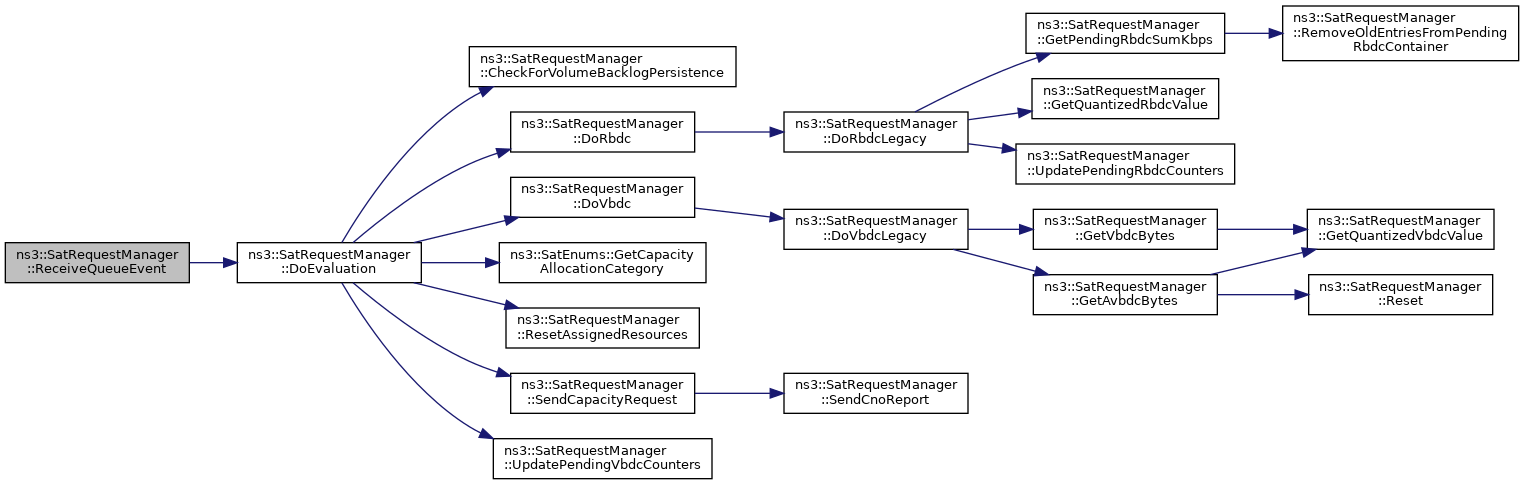 ns3::SatRequestManager
::ReceiveQueueEvent
ns3::SatRequestManager
::DoEvaluation
ns3::SatRequestManager
::CheckForVolumeBacklogPersistence
ns3::SatRequestManager
::DoRbdc
ns3::SatRequestManager
::DoVbdc
ns3::SatEnums::GetCapacity
AllocationCategory
ns3::SatRequestManager
::ResetAssignedResources
ns3::SatRequestManager
::SendCapacityRequest
ns3::SatRequestManager
::UpdatePendingVbdcCounters
ns3::SatRequestManager
::DoRbdcLegacy
ns3::SatRequestManager
::DoVbdcLegacy
ns3::SatRequestManager
::SendCnoReport
ns3::SatRequestManager
::GetPendingRbdcSumKbps
ns3::SatRequestManager
::GetQuantizedRbdcValue
ns3::SatRequestManager
::UpdatePendingRbdcCounters
ns3::SatRequestManager
::GetVbdcBytes
ns3::SatRequestManager
::GetAvbdcBytes
ns3::SatRequestManager
::RemoveOldEntriesFromPending
RbdcContainer
ns3::SatRequestManager
::GetQuantizedVbdcValue
ns3::SatRequestManager
::Reset